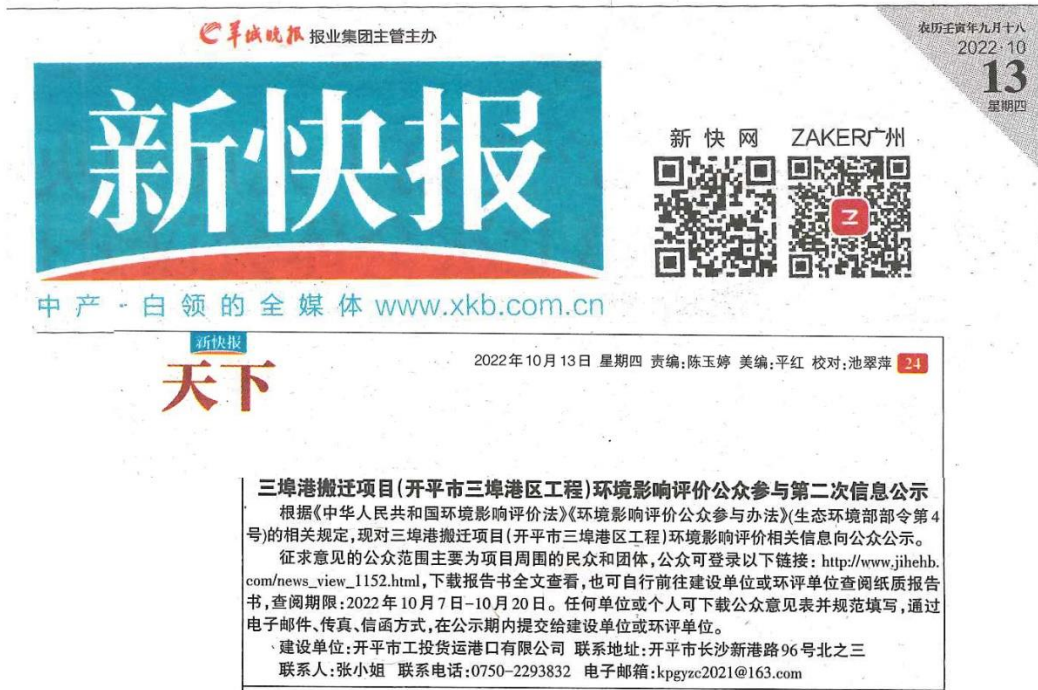 羊城晚报 报业集团主管主办
农历壬寅年九月十八
2022·10
13
星期四
新快报
新快网 ZAKER广州
中产·白领的全媒体 www.xkb.com.cn
新快报
天下
2022年10月13日 星期四 责编:陈玉婷 美编:平红 校对:池翠萍 24
三埠港搬迁项目(开平市三埠港区工程)环境影响评价公众参与第二次信息公示
根据《中华人民共和国环境影响评价法》《环境影响评价公众参与办法》(生态环境部部令第4
号)的相关规定,现对三埠港搬迁项目(开平市三埠港区工程)环境影响评价相关信息向公众公示。
征求意见的公众范围主要为项目周围的民众和团体,公众可登录以下链接:http://www.jihehb.
com/news_view_1152.html,下载报告书全文查看,也可自行前往建设单位或环评单位查阅纸质报告
书,查阅期限:2022年10月7日-10月20日。任何单位或个人可下载公众意见表并规范填写,通过
电子邮件、传真、信函方式,在公示期内提交给建设单位或环评单位。
建设单位:开平市工投货运港口有限公司 联系地址:开平市长沙新港路96号北之三
联系人:张小姐 联系电话:0750-2293832 电子邮箱:kpgyzc2021@163.com